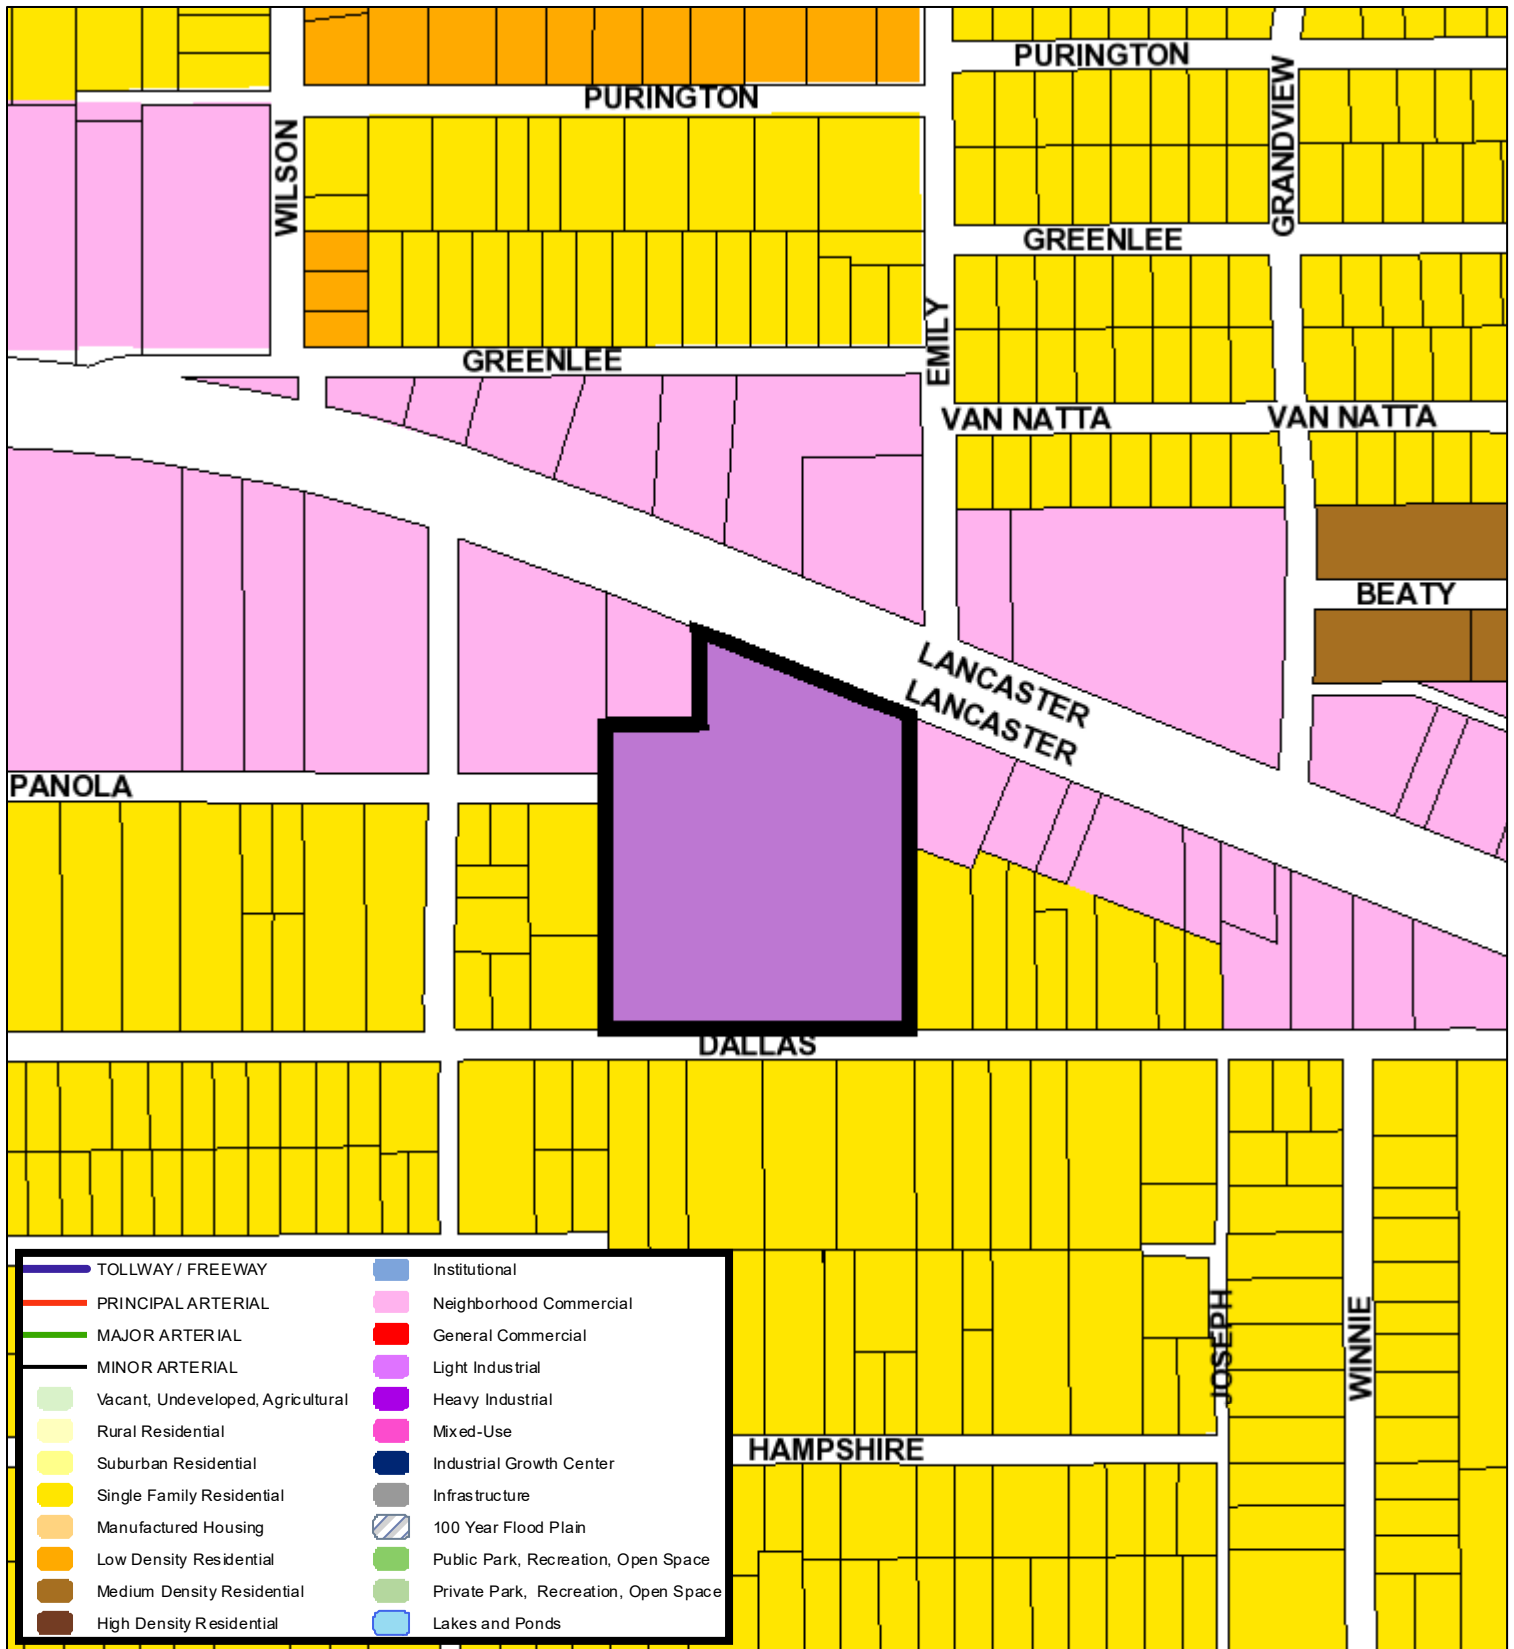 PURINGTON
PURINGTON
GRANDVIEW
WILSON
GREENLEE
EMILY
GREENLEE
VAN NATTA
VAN NATTA
BEATY
LANCASTER
LANCASTER
PANOLA
DALLAS
JOSEPH
WINNIE
HAMPSHIRE
TOLLWAY / FREEWAY
PRINCIPAL ARTERIAL
MAJOR ARTERIAL
MINOR ARTERIAL
Vacant, Undeveloped, Agricultural
Rural Residential
Suburban Residential
Single Family Residential
Manufactured Housing
Low Density Residential
Medium Density Residential
High Density Residential
Institutional
Neighborhood Commercial
General Commercial
Light Industrial
Heavy Industrial
Mixed-Use
Industrial Growth Center
Infrastructure
100 Year Flood Plain
Public Park, Recreation, Open Space
Private Park, Recreation, Open Space
Lakes and Ponds